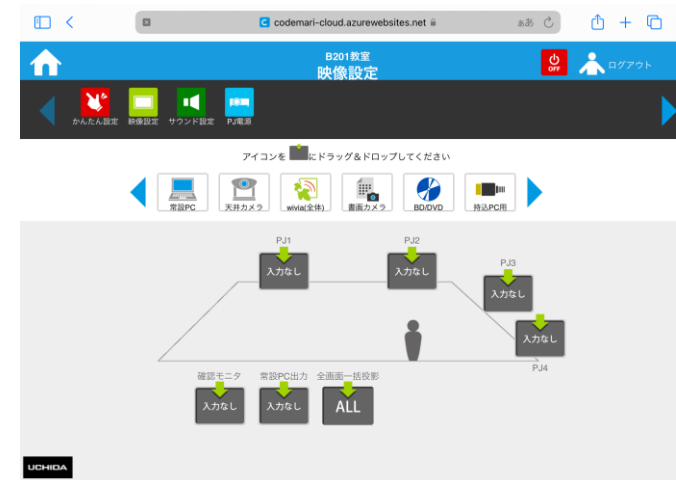 ああ
codemari-cloud.azurewebsites.net
B201教室
映像設定
OFF
ログアウト
かんたん設定
映像設定
サウンド設定
PJ電源
アイコンを にドラッグ&ドロップしてください
常設PC
天井カメラ
wivia(全体)
書画カメラ
BD/DVD
持込PC用
PJ1
PJ2
PJ3
入力なし
入力なし
入力なし
入力なし
PJ4
確認モニタ
常設PC出力
全画面一括投影
入力なし
入力なし
ALL
UCHIDA